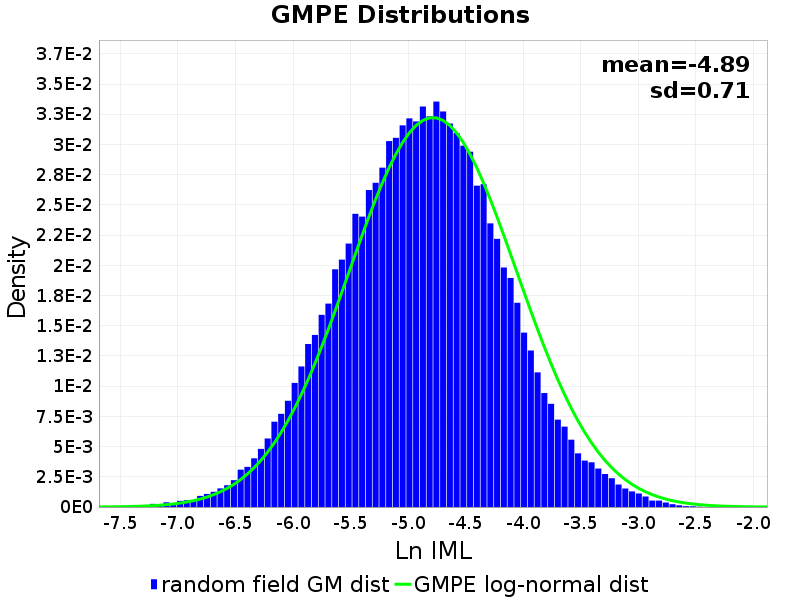 GMPE Distributions
mean=-4.89
sd=0.71
Density
3.7E-2
3.5E-2
3.3E-2
3E-2
2.8E-2
2.5E-2
2.2E-2
2E-2
1.8E-2
1.5E-2
1.3E-2
1E-2
7.5E-3
5E-3
2.5E-3
0E0
-7.5 -7.0 -6.5 -6.0 -5.5 -5.0 -4.5 -4.0 -3.5 -3.0 -2.5 -2.0
Ln IML
random field GM dist GMPE log-normal dist